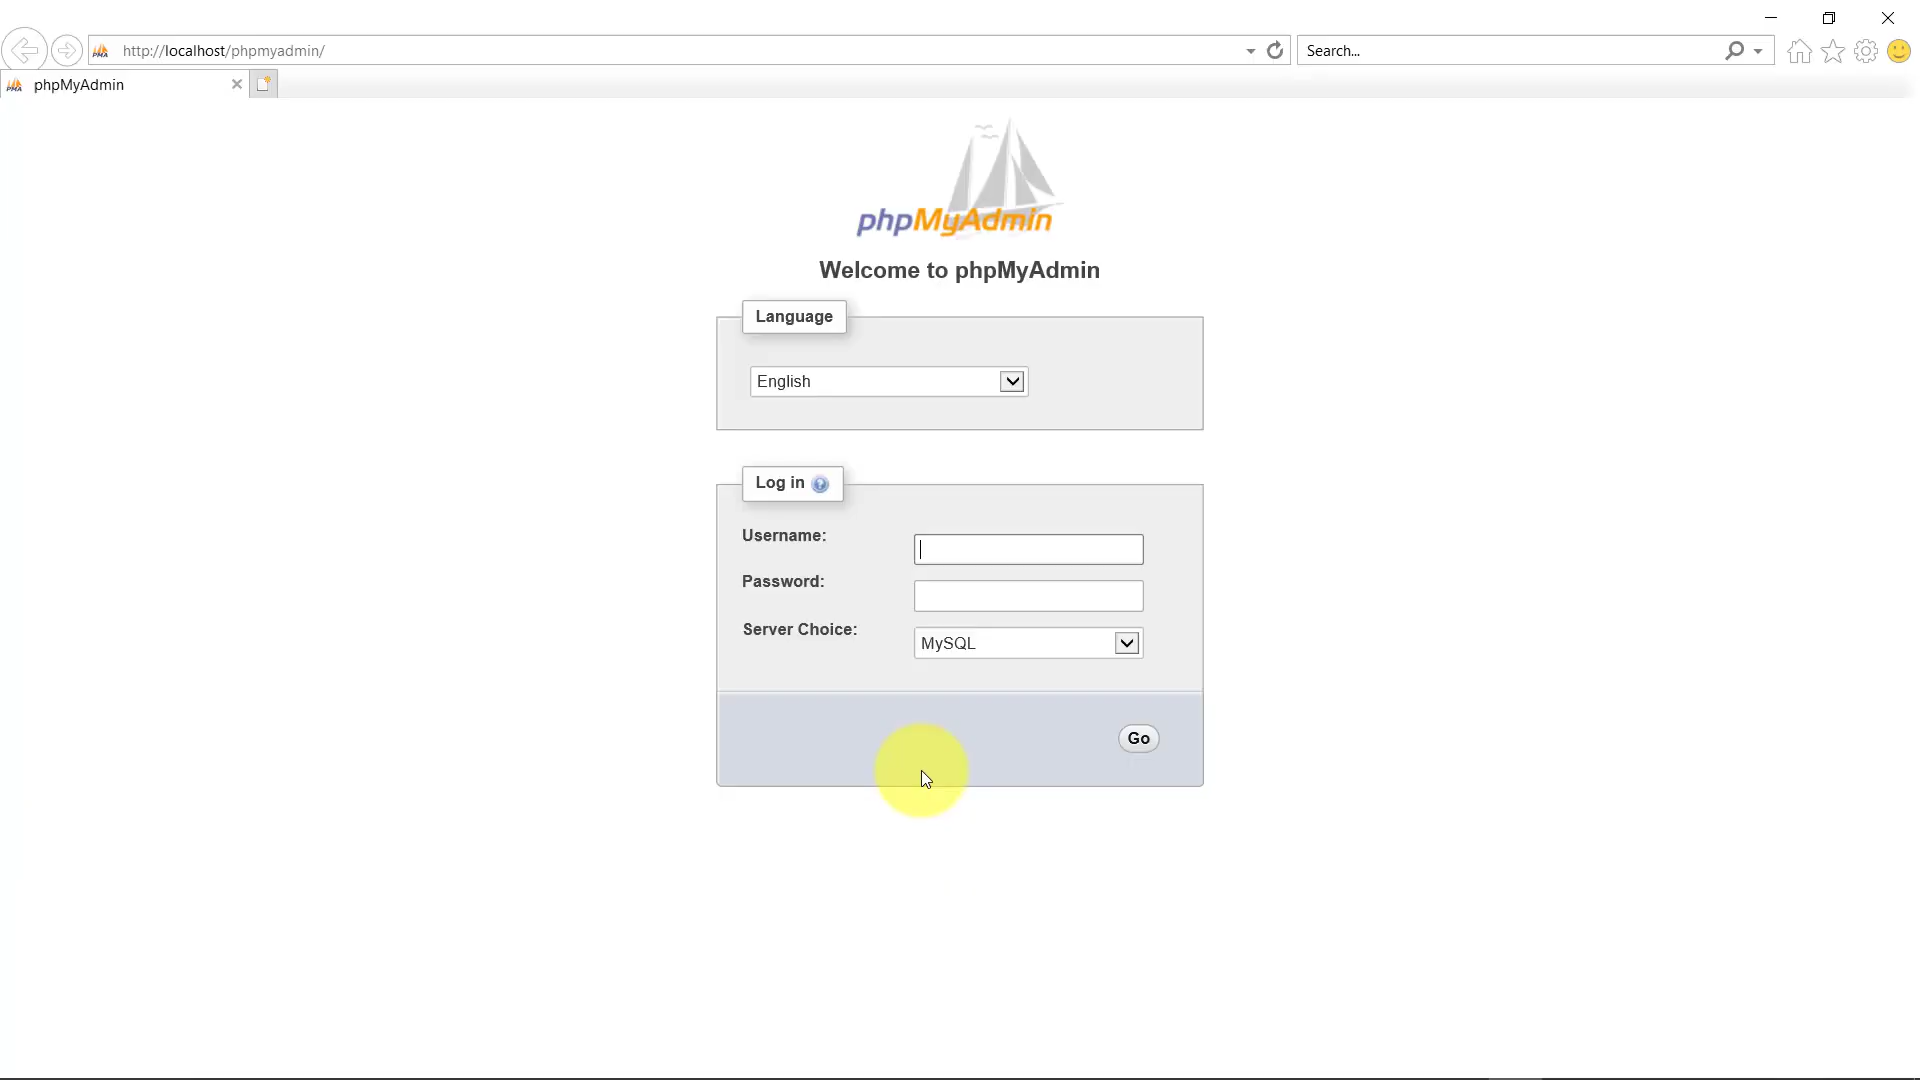 http://localhost/phpmyadmin/
Search...
PMA
phpMyAdmin
phpMyAdmin
Welcome to phpMyAdmin
Language
English
Log in
Username:
Password:
Server Choice:
MySQL
Go